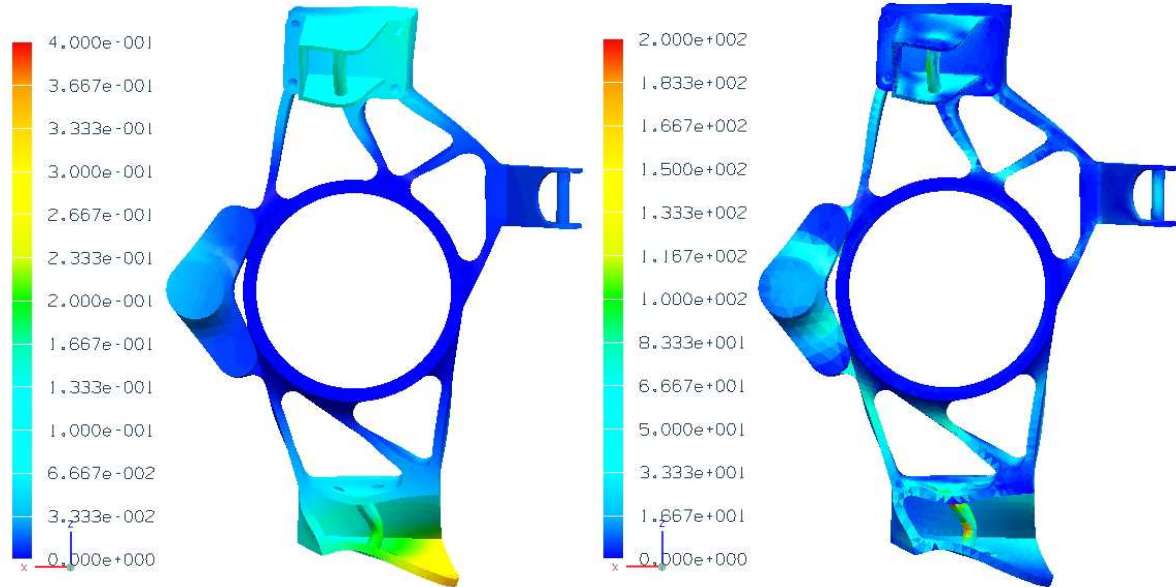 4.000e-001
3.667e-001
3.333e-001
3.000e-001
2.667e-001
2.333e-001
2.000e-001
1.667e-001
1.333e-001
1.000e-001
6.667e-002
3.333e-002
0.000e+000
Z
X
2.000e+002
1.833e+002
1.667e+002
1.500e+002
1.333e+002
1.167e+002
1.000e+002
8.333e+001
6.667e+001
5.000e+001
3.333e+001
1.667e+001
0.000e+000
Z
X